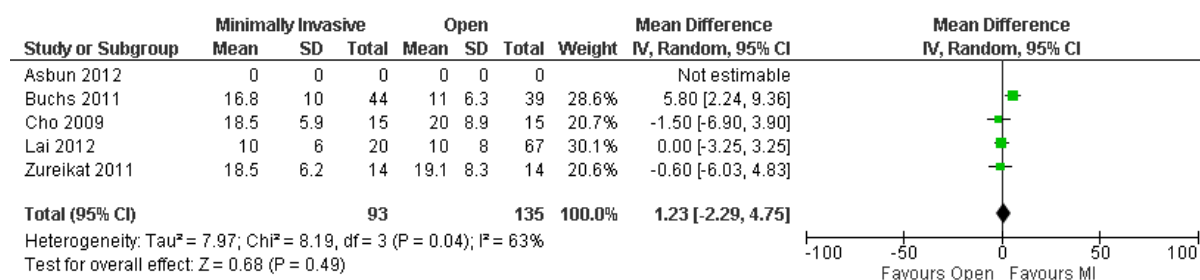 Minimally Invasive Open Mean Difference Mean Difference
Study or Subgroup Mean SD Total Mean SD Total Weight IV, Random, 95% CI IV, Random, 95% CI
Asbun 2012 0 0 0 0 0 0 Not estimable
Buchs 2011 16.8 10 44 11 6.3 39 28.6% 5.80 [2.24, 9.36]
Cho 2009 18.5 5.9 15 20 8.9 15 20.7% -1.50 [-6.90, 3.90]
Lai 2012 10 6 20 10 8 67 30.1% 0.00 [-3.25, 3.25]
Zureikat 2011 18.5 6.2 14 19.1 8.3 14 20.6% -0.60 [-6.03, 4.83]
Total (95% CI) 93 135 100.0% 1.23 [-2.29, 4.75]
Heterogeneity: Tau² = 7.97; Chi² = 8.19, df = 3 (P = 0.04); I² = 63%
Test for overall effect: Z = 0.68 (P = 0.49)
-100 -50 0 50 100
Favours Open Favours MI